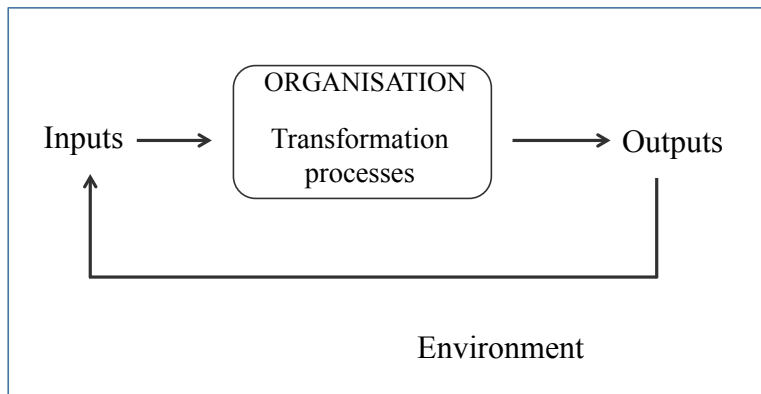 ORGANISATION
Inputs
Transformation
processes
Outputs
Environment